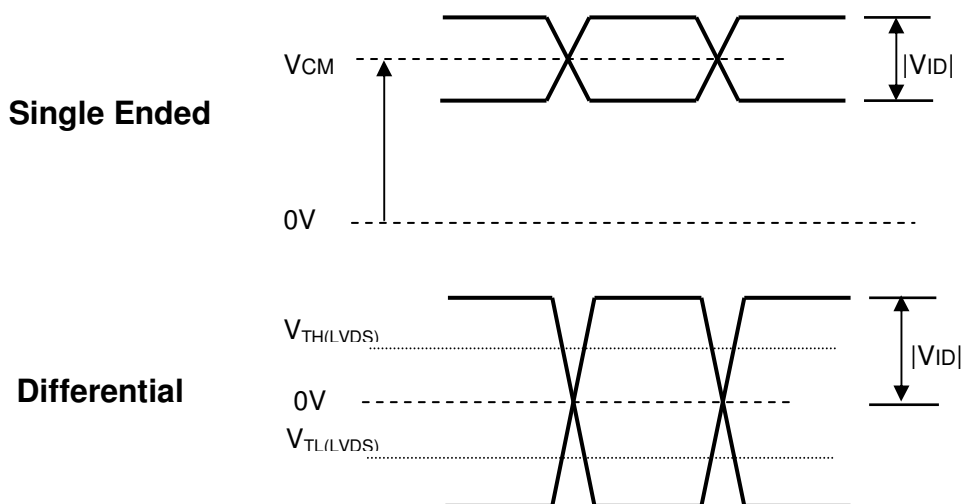 VCM
|VID|
Single Ended
0V
VTH(LVDS)
|VID|
Differential
0V
VTL(LVDS)